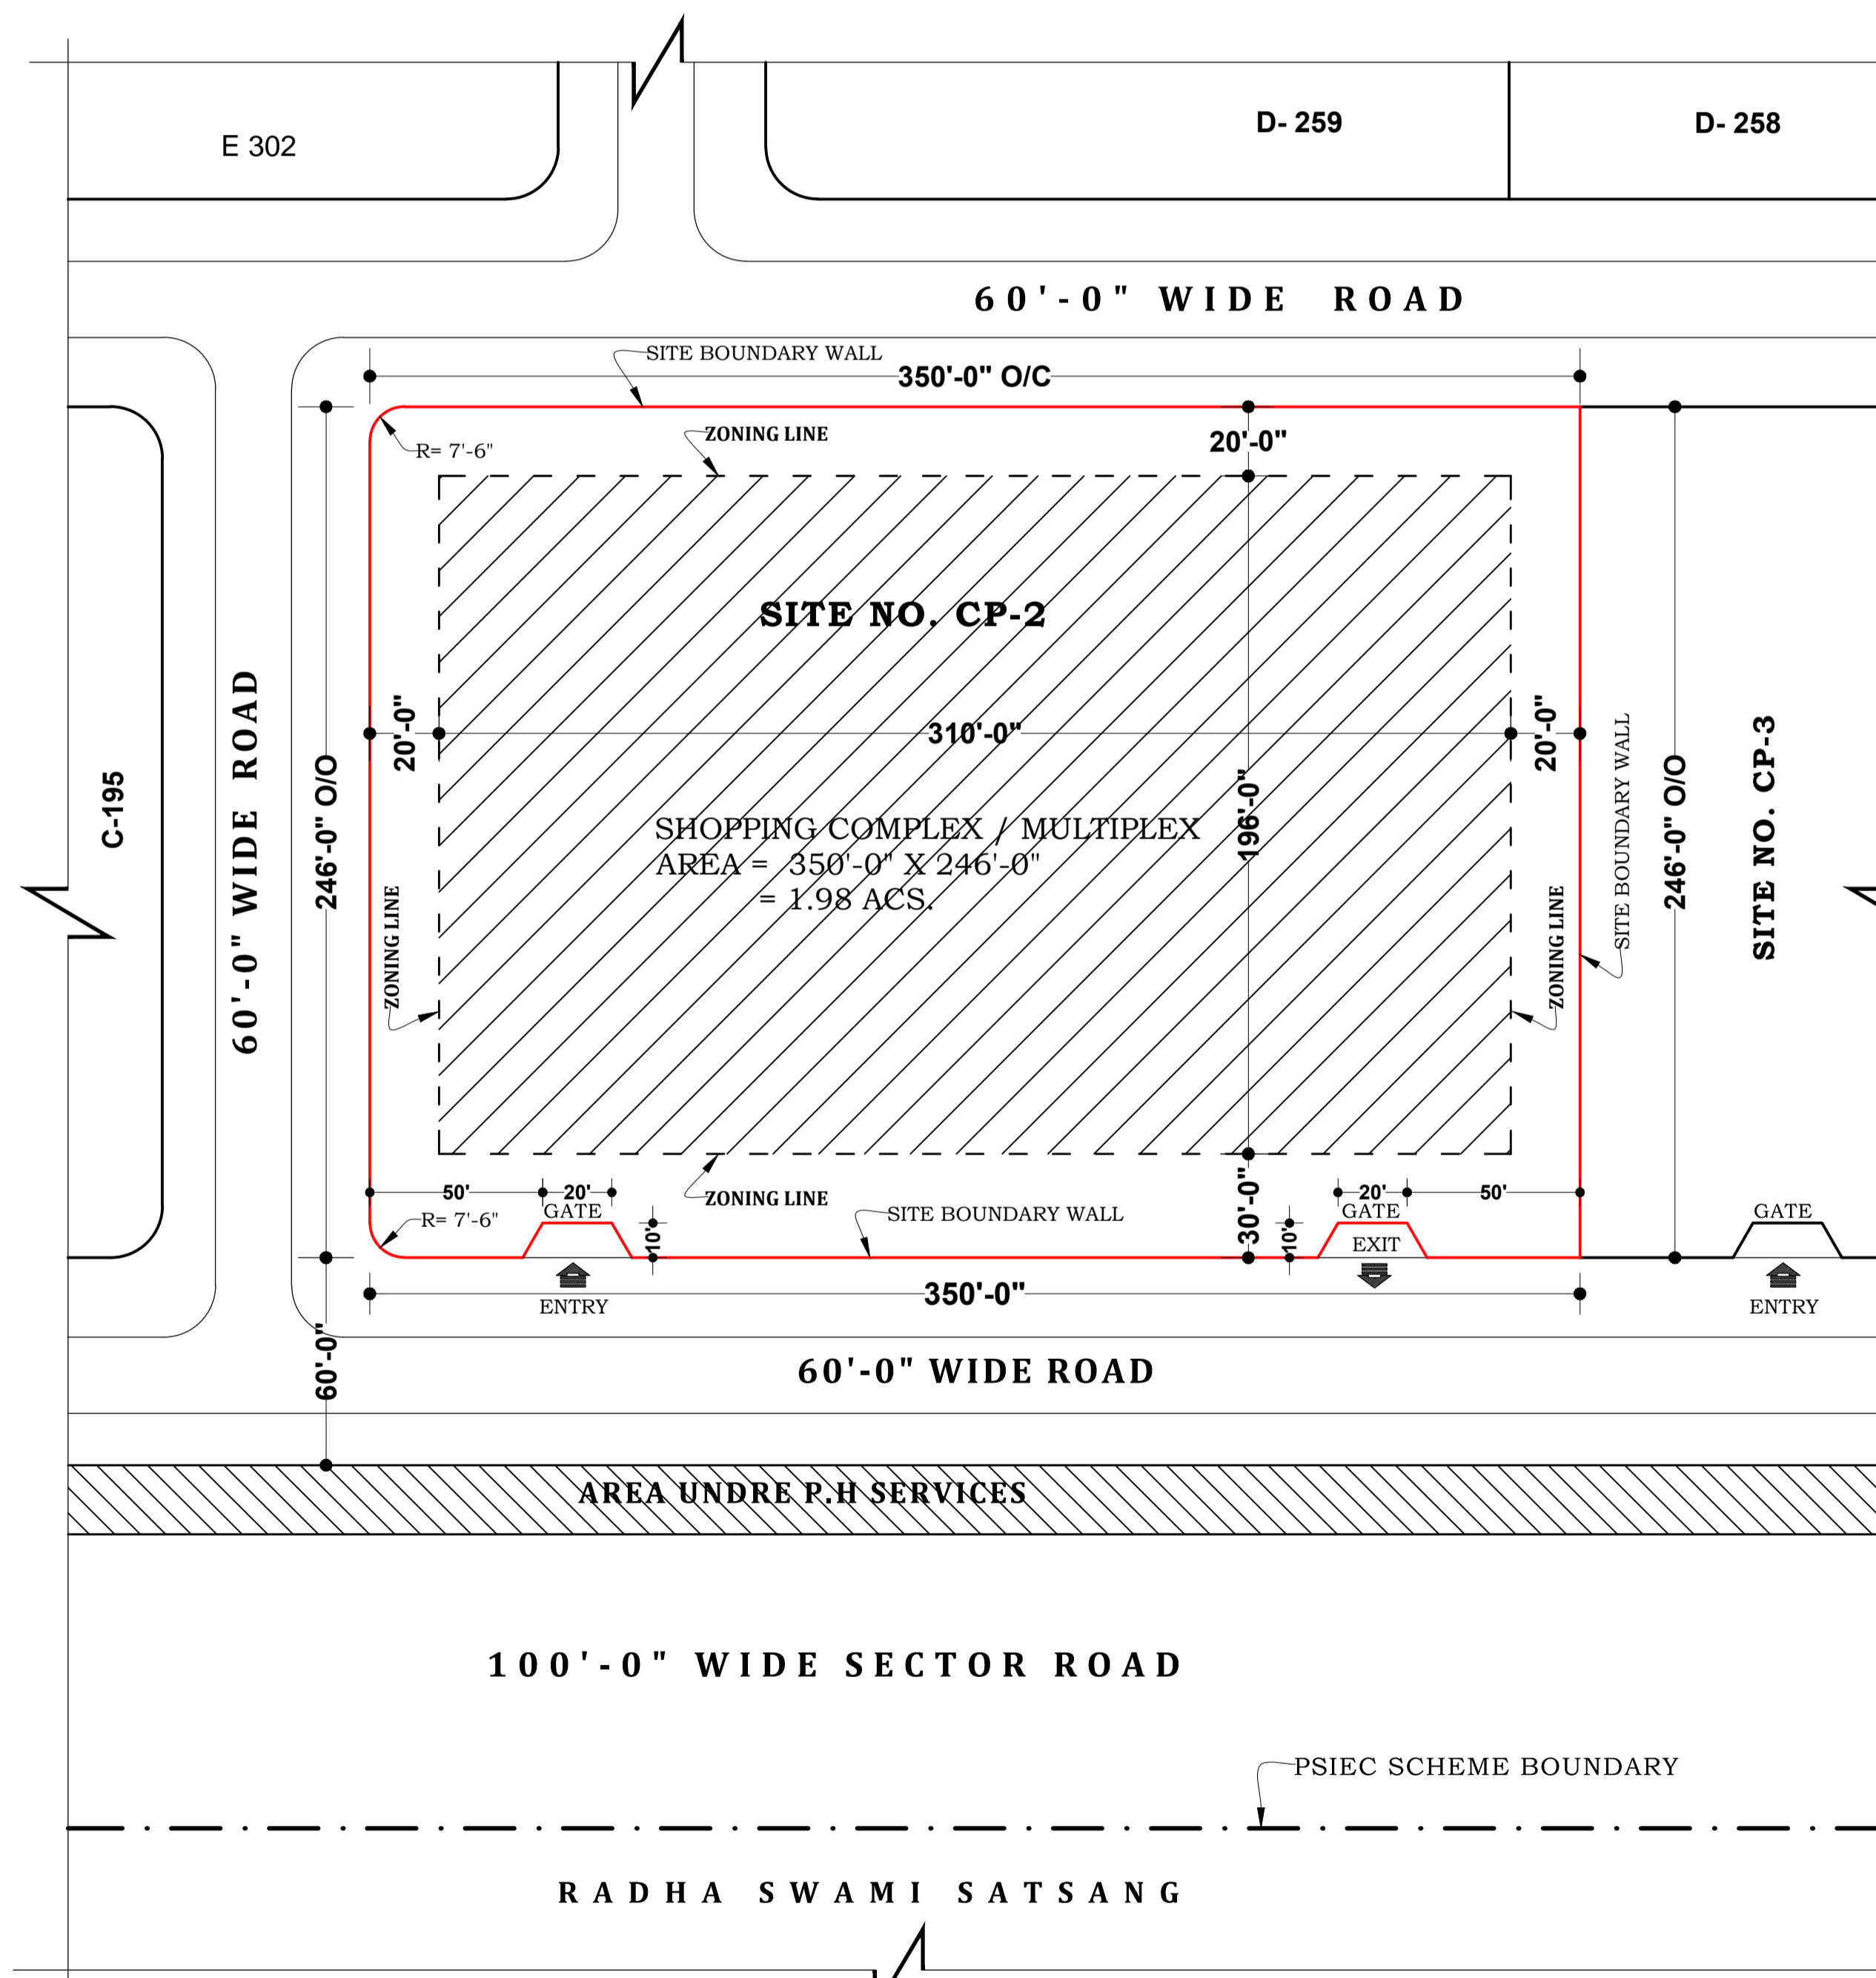 D- 259
D- 258
E 302
60'-0" WIDE ROAD
SITE BOUNDARY WALL
350'-0" O/C
ZONING LINE
20'-0"
R= 7'-6"
SITE NO. CP-2
60'-0" WIDE ROAD
C-195
246'-0" O/O
20'-0"
310'-0"
20'-0"
196'-0"
SITE BOUNDARY WALL
246'-0" O/O
SITE NO. CP-3
SHOPPING COMPLEX / MULTIPLEX
AREA = 350'-0" X 246'-0"
= 1.98 ACS.
ZONING LINE
ZONING LINE
50'
20'
ZONING LINE
30'-0"
20'
50'
GATE
R= 7'-6"
SITE BOUNDARY WALL
GATE
GATE
10'
10'
EXIT
ENTRY
350'-0"
ENTRY
60'-0"
60'-0" WIDE ROAD
AREA UNDRE P.H SERVICES
100'-0" WIDE SECTOR ROAD
PSIEC SCHEME BOUNDARY
RADHA SWAMI SATSANG